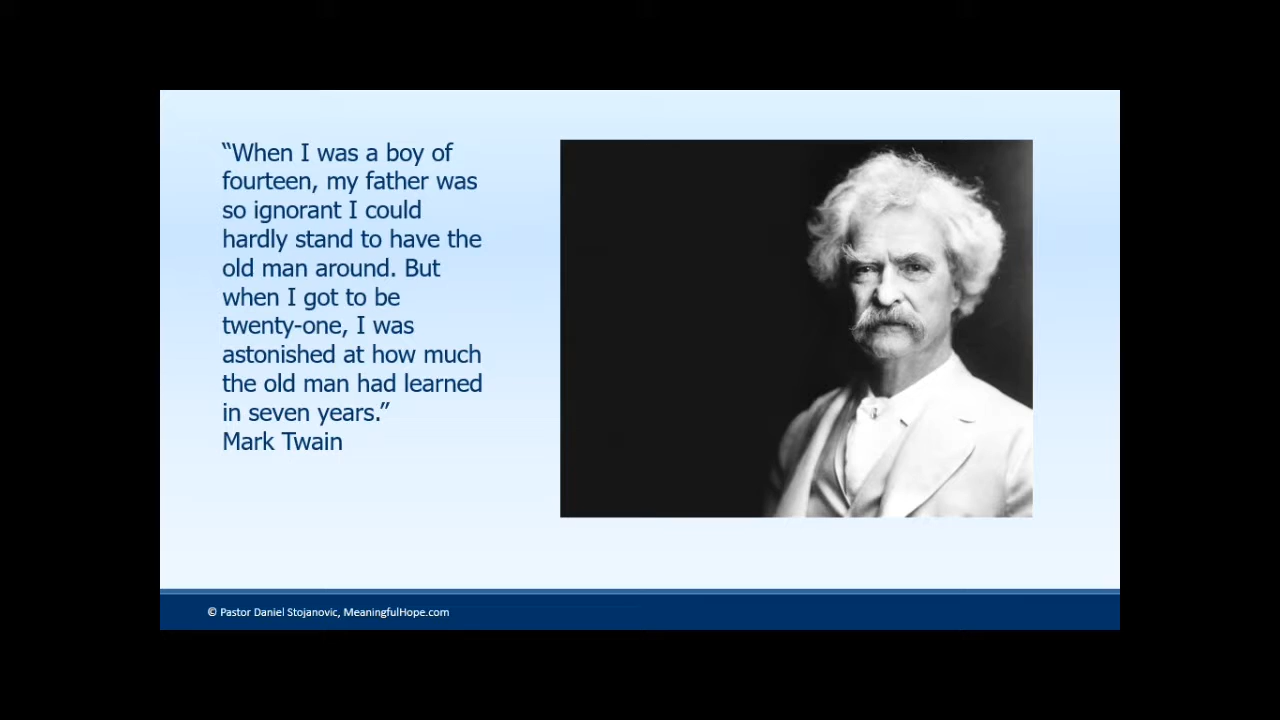 “When I was a boy of
fourteen, my father was
so ignorant I could
hardly stand to have the
old man around. But
when I got to be
twenty-one, I was
astonished at how much
the old man had learned
in seven years.”
Mark Twain
© Pastor Daniel Stojanovic, MeaningfulHope.com